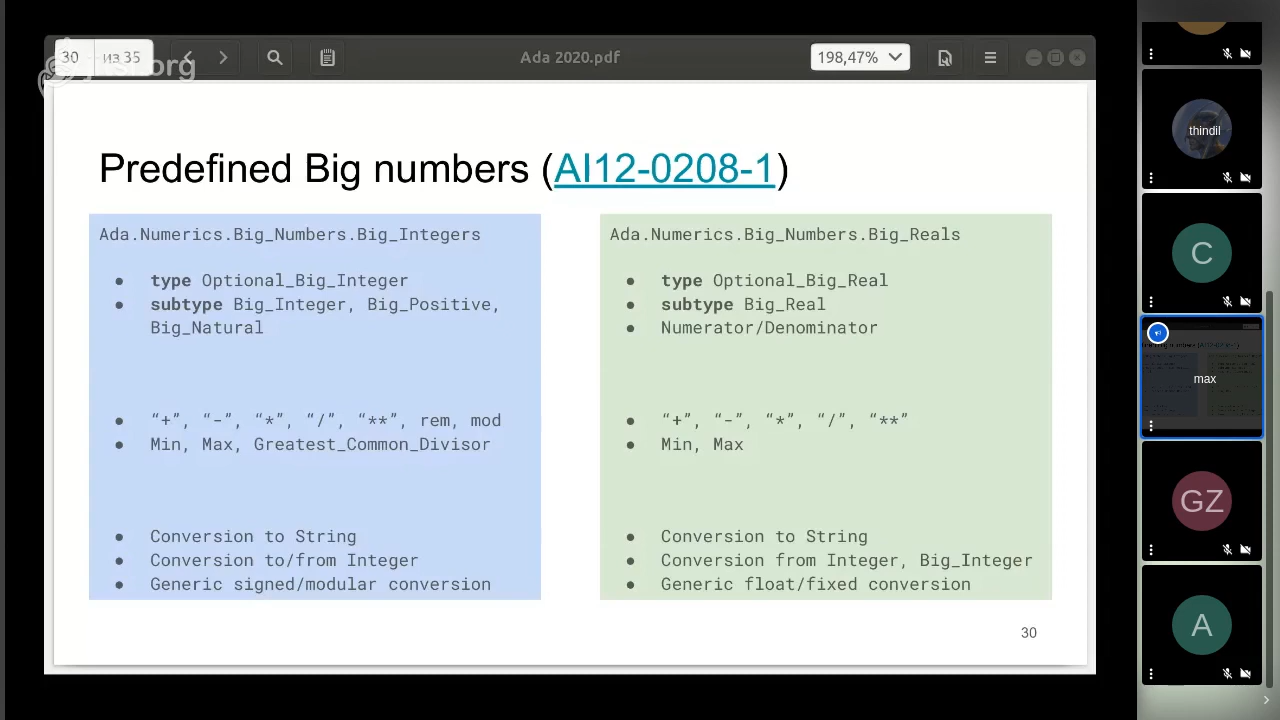 30
из 35
Ada 2020.pdf
198,47%
Predefined Big numbers (AI12-0208-1)
Ada.Numerics.Big_Numbers.Big_Integers
● type Optional_Big_Integer
● subtype Big_Integer, Big_Positive,
Big_Natural
● “+”, “-”, “*”, “/”, “**”, rem, mod
● Min, Max, Greatest_Common_Divisor
● Conversion to String
● Conversion to/from Integer
● Generic signed/modular conversion
Ada.Numerics.Big_Numbers.Big_Reals
● type Optional_Big_Real
● subtype Big_Real
● Numerator/Denominator
● “+”, “-”, “*”, “/”, “**”
● Min, Max
● Conversion to String
● Conversion from Integer, Big_Integer
● Generic float/fixed conversion
30
thindil
C
max
GZ
A